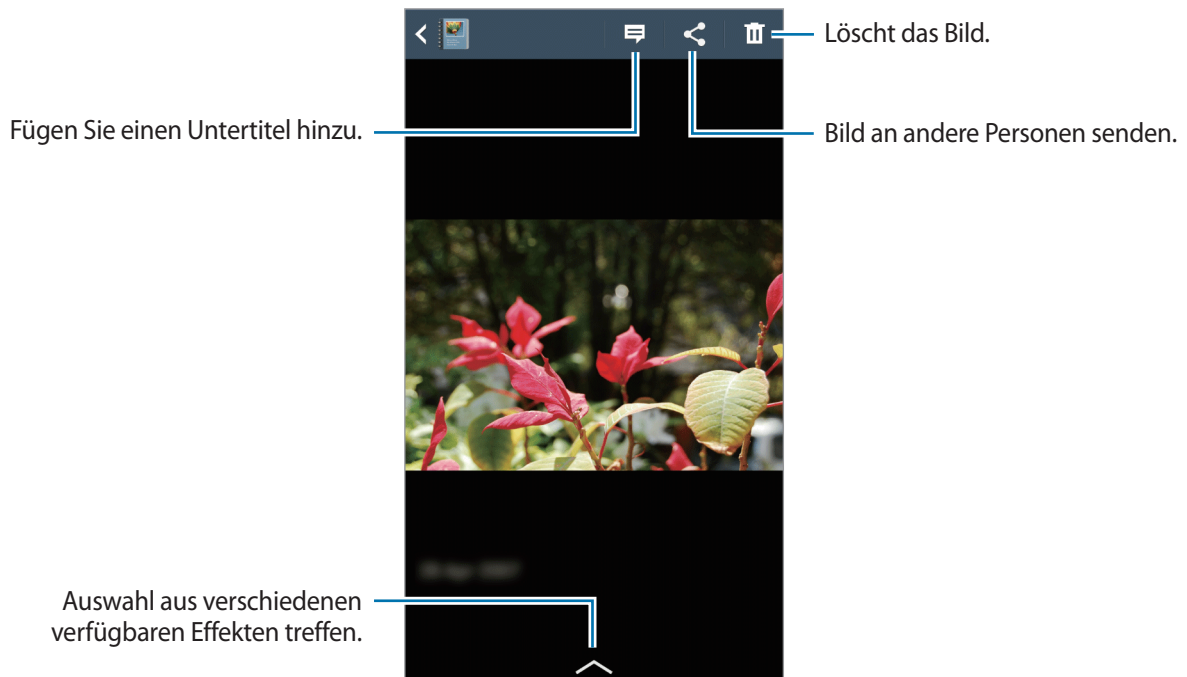 Löscht das Bild.
Fügen Sie einen Untertitel hinzu.
Bild an andere Personen senden.
Auswahl aus verschiedenen
verfügbaren Effekten treffen.